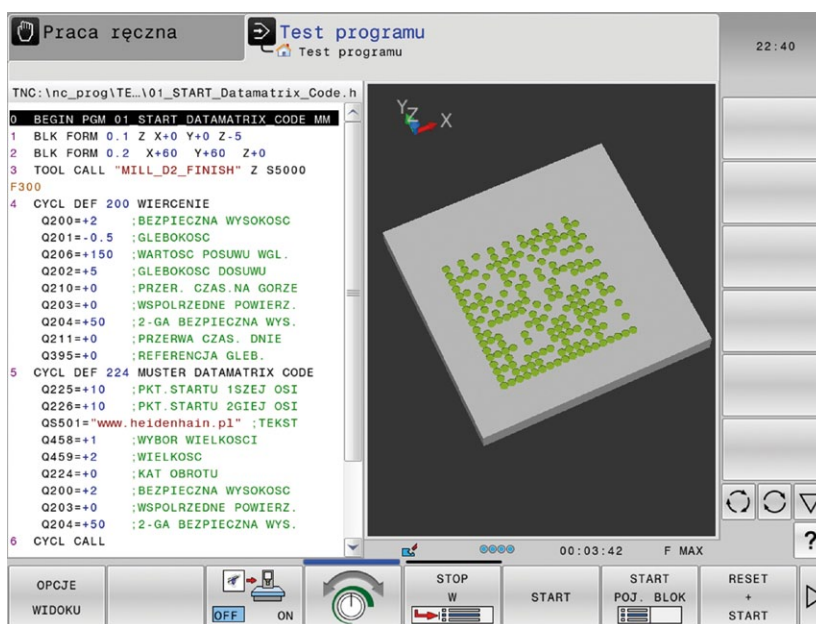 Praca ręczna
Test programu
Test programu
22:40
TNC:\nc_prog\TE…\01_START_Datamatrix_Code.h
0 BEGIN PGM 01_START_DATAMATRIX_CODE MM
1 BLK FORM 0.1 Z X+0 Y+0 Z-5
2 BLK FORM 0.2 X+60 Y+60 Z+0
3 TOOL CALL "MILL_D2_FINISH" Z S5000
F300
4 CYCL DEF 200 WIERCENIE
Q200=+2 ;BEZPIECZNA WYSOKOSC
Q201=-0.5 ;GLEBOKOSC
Q206=+150 ;WARTOSC POSUWU WGL.
Q202=+5 ;GLEBOKOSC DOSUWU
Q210=+0 ;PRZER. CZAS.NA GORZE
Q203=+0 ;WSPOLRZEDNE POWIERZ.
Q204=+50 ;2-GA BEZPIECZNA WYS.
Q211=+0 ;PRZERWA CZAS. DNIE
Q395=+0 ;REFERENCJA GLEB.
5 CYCL DEF 224 MUSTER DATAMATRIX CODE
Q225=+10 ;PKT.STARTU 1SZEJ OSI
Q226=+10 ;PKT.STARTU 2GIEJ OSI
QS501="www.heidenhain.pl" ;TEKST
Q458=+1 ;WYBOR WIELKOSCI
Q459=+2 ;WIELKOSC
Q224=+0 ;KAT OBROTU
Q200=+2 ;BEZPIECZNA WYSOKOSC
Q203=+0 ;WSPOLRZEDNE POWIERZ.
Q204=+50 ;2-GA BEZPIECZNA WYS.
6 CYCL CALL
Y
Z
X
00:03:42 F MAX
?
OPCJE
WIDOKU
OFF ON
STOP
W
START
START
POJ. BLOK
RESET
+
START